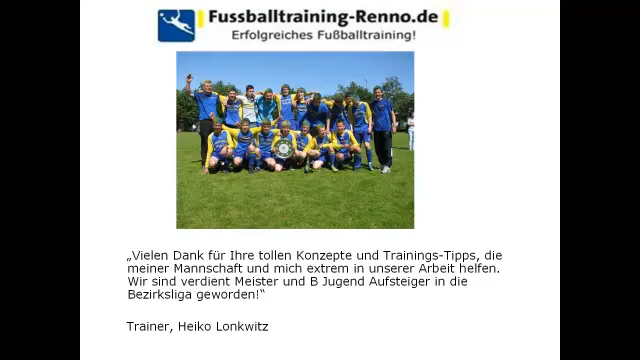 Fussballtraining-Renno.de
Erfolgreiches Fußballtraining!
„Vielen Dank für Ihre tollen Konzepte und Trainings-Tipps, die
meiner Mannschaft und mich extrem in unserer Arbeit helfen.
Wir sind verdient Meister und B Jugend Aufsteiger in die
Bezirksliga geworden!“
Trainer, Heiko Lonkwitz